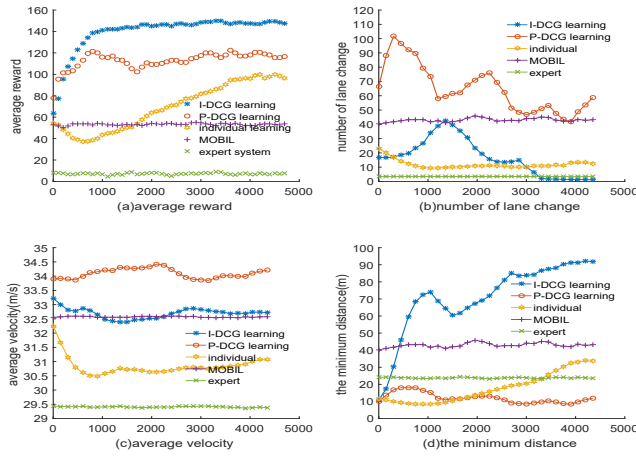 160
140
120
100
80
60
40
20
0
average reward
I-DCG learning
P-DCG learning
individual learning
MOBIL
expert system
0 1000 2000 3000 4000 5000
(a)average reward
120
110
100
90
80
70
60
50
40
30
20
10
0
number of lane change
I-DCG learning
P-DCG learning
individual
MOBIL
expert
0 1000 2000 3000 4000 5000
(b)number of lane change
35
34.5
34
33.5
33
32.5
32
31.5
31
30.5
30
29.5
29
average velocity(m/s)
I-DCG learning
P-DCG learning
individual
MOBIL
expert
0 1000 2000 3000 4000 5000
(c)average velocity
100
90
80
70
60
50
40
30
20
10
0
the minimum distance(m)
I-DCG learning
P-DCG learning
individual
MOBIL
expert
0 1000 2000 3000 4000 5000
(d)the minimum distance